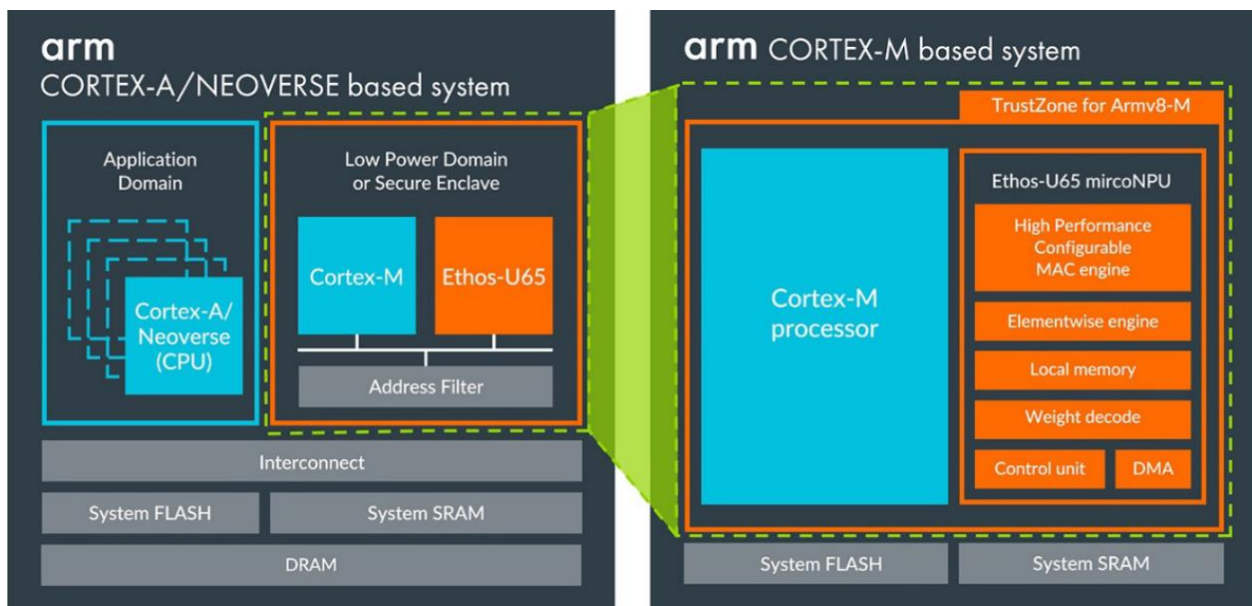 arm
CORTEX-A/NEOVERSE based system
Application
Domain
Cortex-A/
Neoverse
(CPU)
Low Power Domain
or Secure Enclave
Cortex-M
Ethos-U65
Address Filter
Interconnect
System FLASH
System SRAM
DRAM
arm CORTEX-M based system
TrustZone for Armv8-M
Cortex-M
processor
Ethos-U65 mircoNPU
High Performance
Configurable
MAC engine
Elementwise engine
Local memory
Weight decode
Control unit
DMA
System FLASH
System SRAM